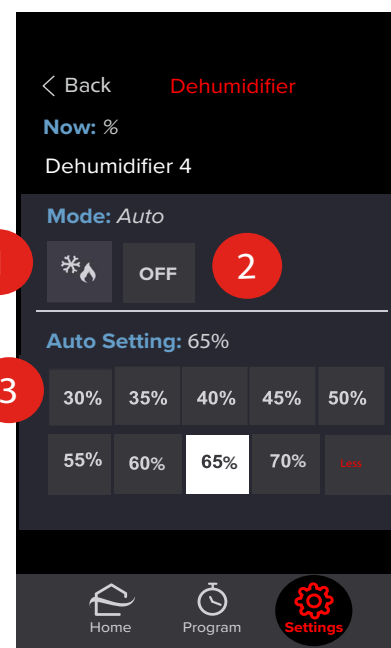 < Back Dehumidifier
Now: %
Dehumidifier 4
Mode: Auto
OFF 2
Auto Setting: 65%
3 30% 35% 40% 45% 50%
55% 60% 65% 70% Less
Home Program Settings